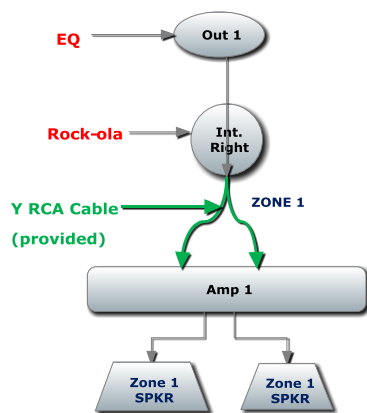 Out 1
EQ
Int.
Right
Rock-ola
Y RCA Cable
(provided)
ZONE 1
Amp 1
Zone 1
SPKR
Zone 1
SPKR